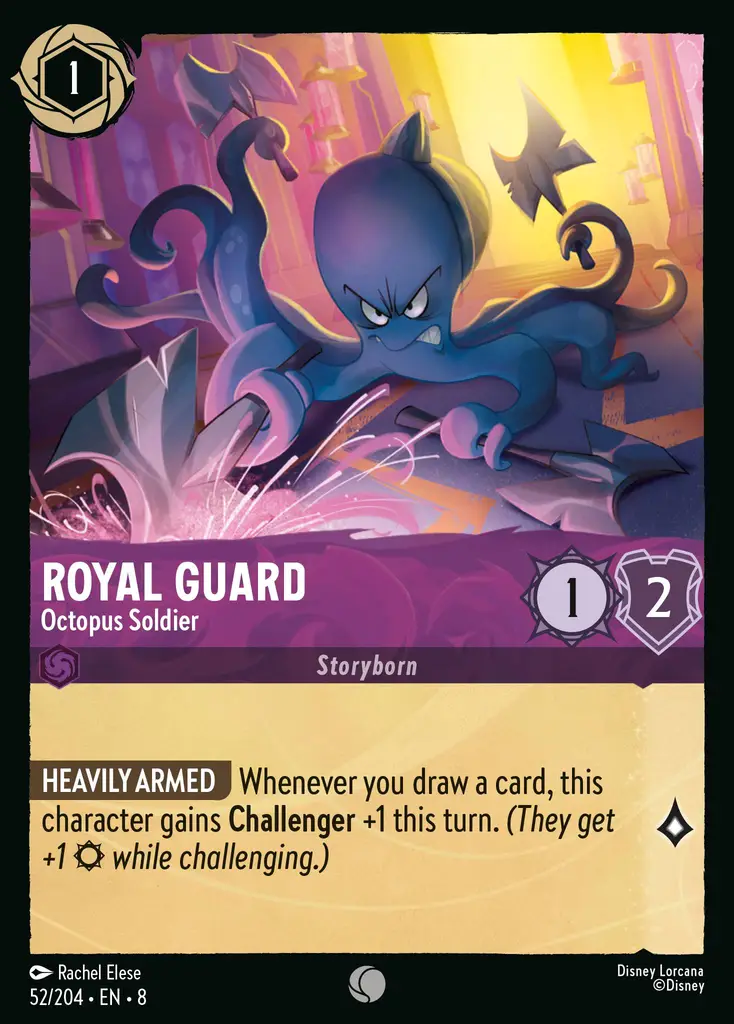 1
ROYAL GUARD
Octopus Soldier
1
2
Storyborn
HEAVILY ARMED Whenever you draw a card, this
character gains Challenger +1 this turn. (They get
+1 while challenging.)
Rachel Elese
52/204 • EN • 8
Disney Lorcana
©Disney